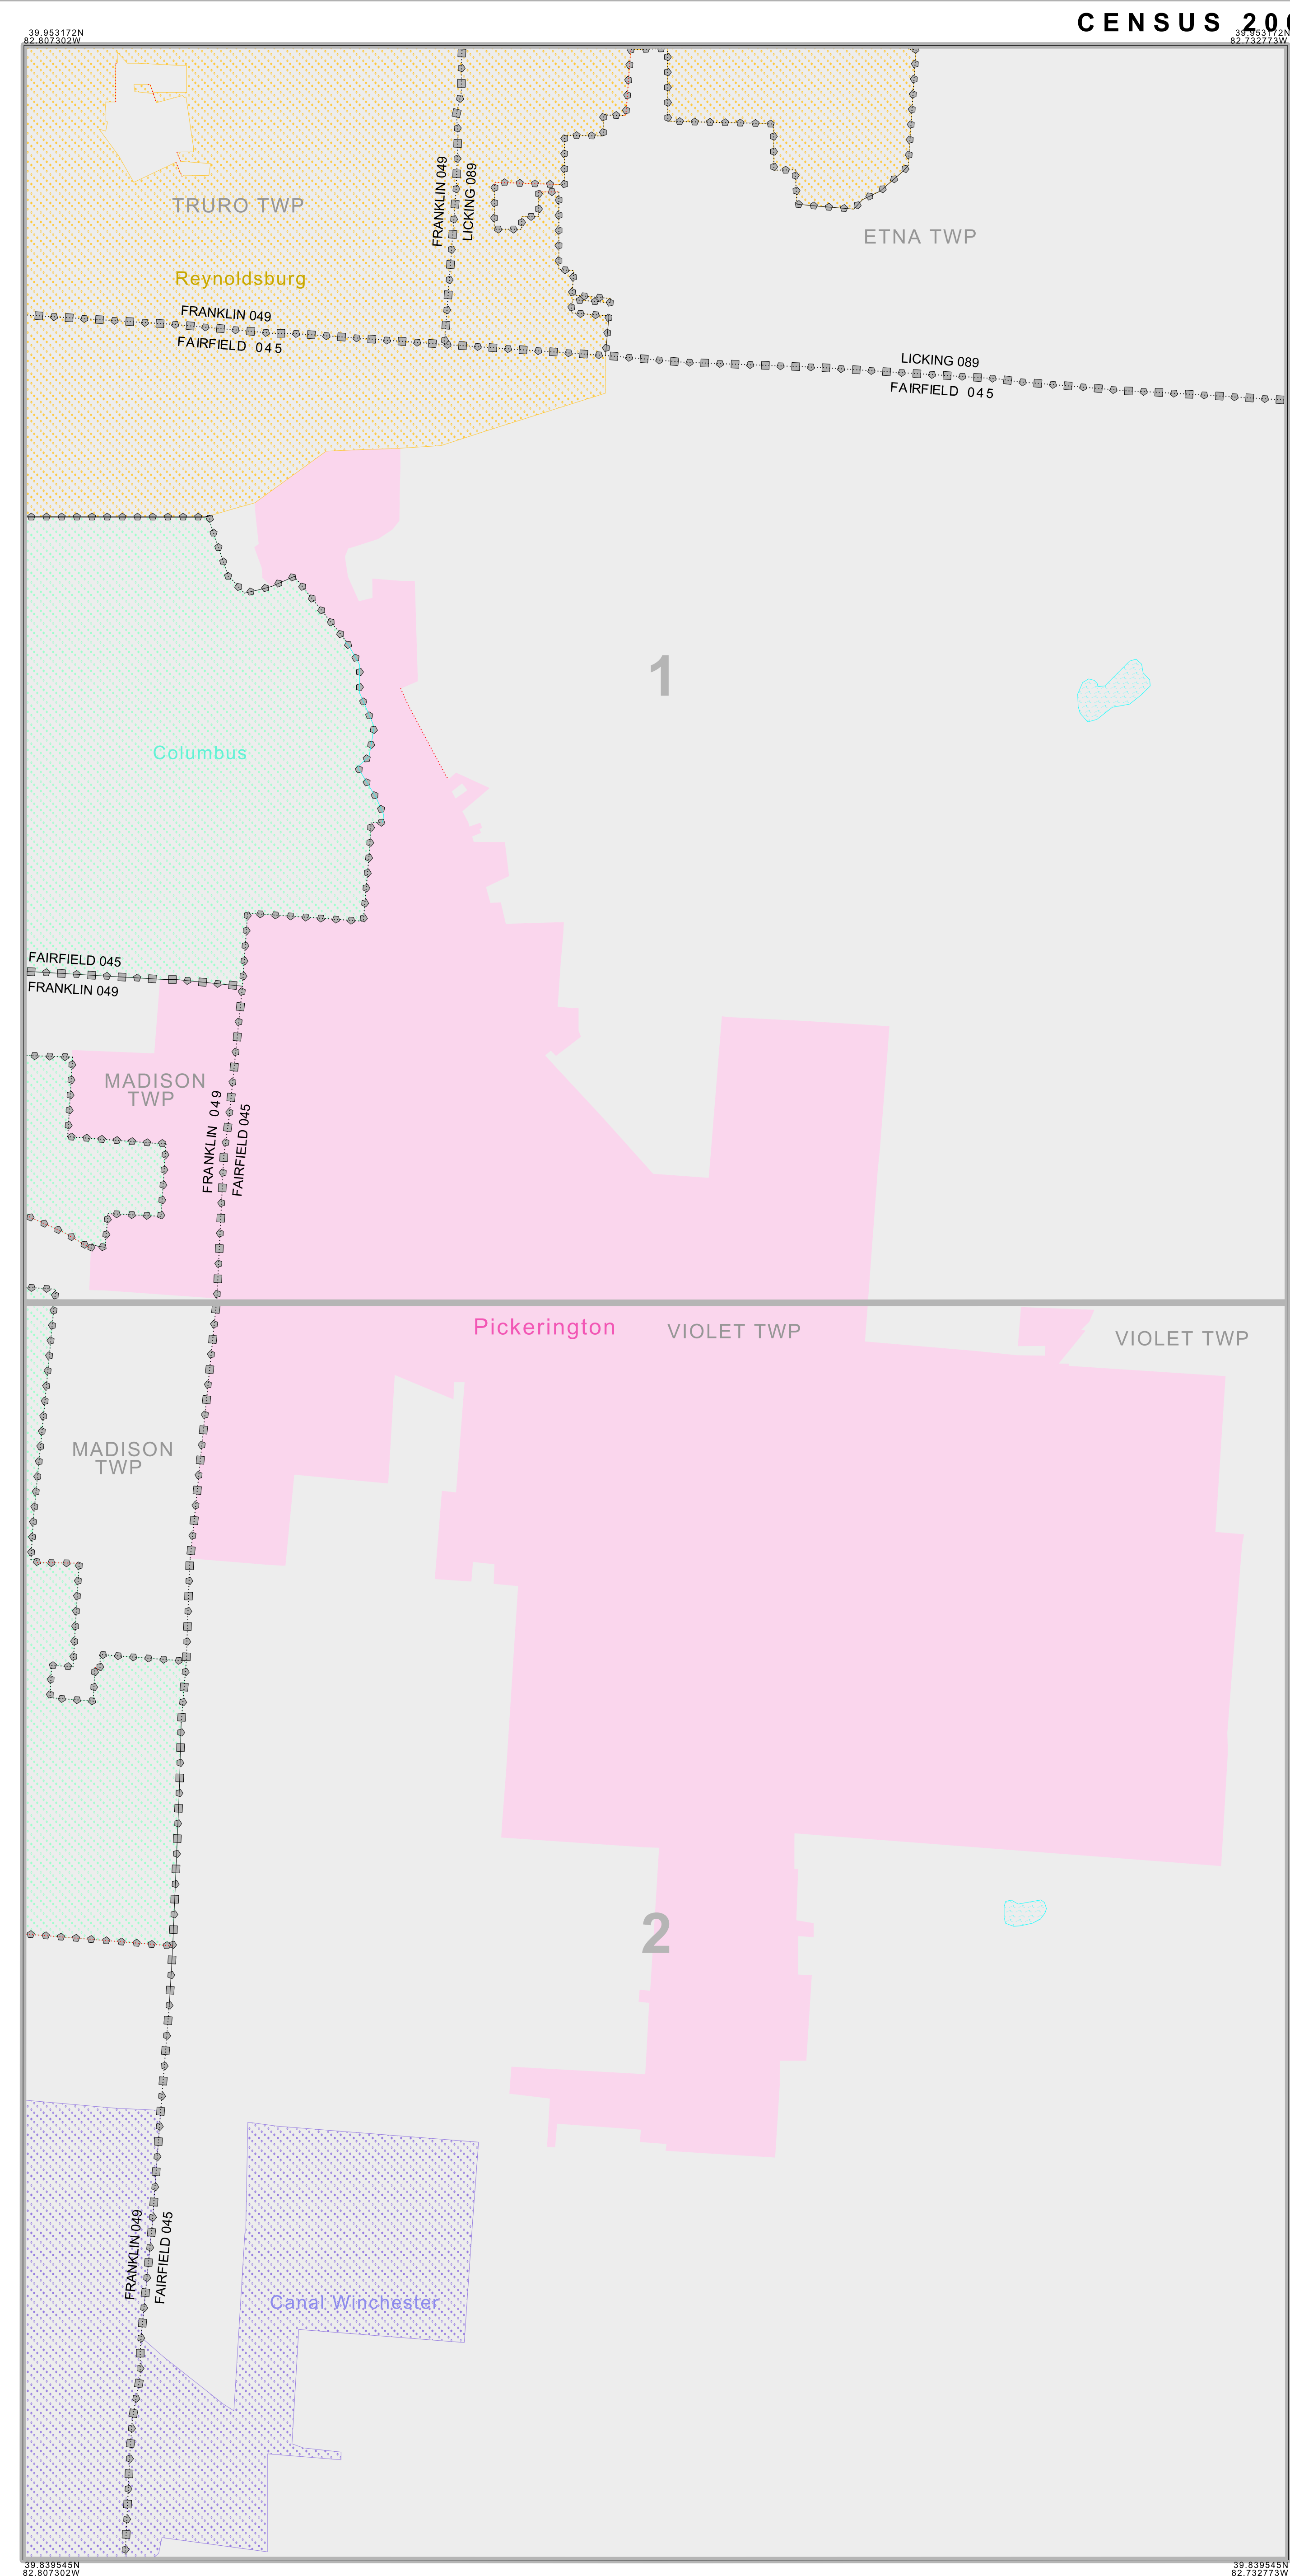 CENSUS 200
39.953172N
82.807302W
39.953172N
82.732773W
FRANKLIN 049
LICKING 089
TRURO TWP
ETNA TWP
Reynoldsburg
FRANKLIN 049
FAIRFIELD 045
LICKING 089
FAIRFIELD 045
1
Columbus
FAIRFIELD 045
FRANKLIN 049
MADISON
TWP
FRANKLIN 049
FAIRFIELD 045
Pickerington
VIOLET TWP
VIOLET TWP
MADISON
TWP
2
FRANKLIN 049
FAIRFIELD 045
Canal Winchester
39.839545N
82.807302W
39.839545N
82.732773W